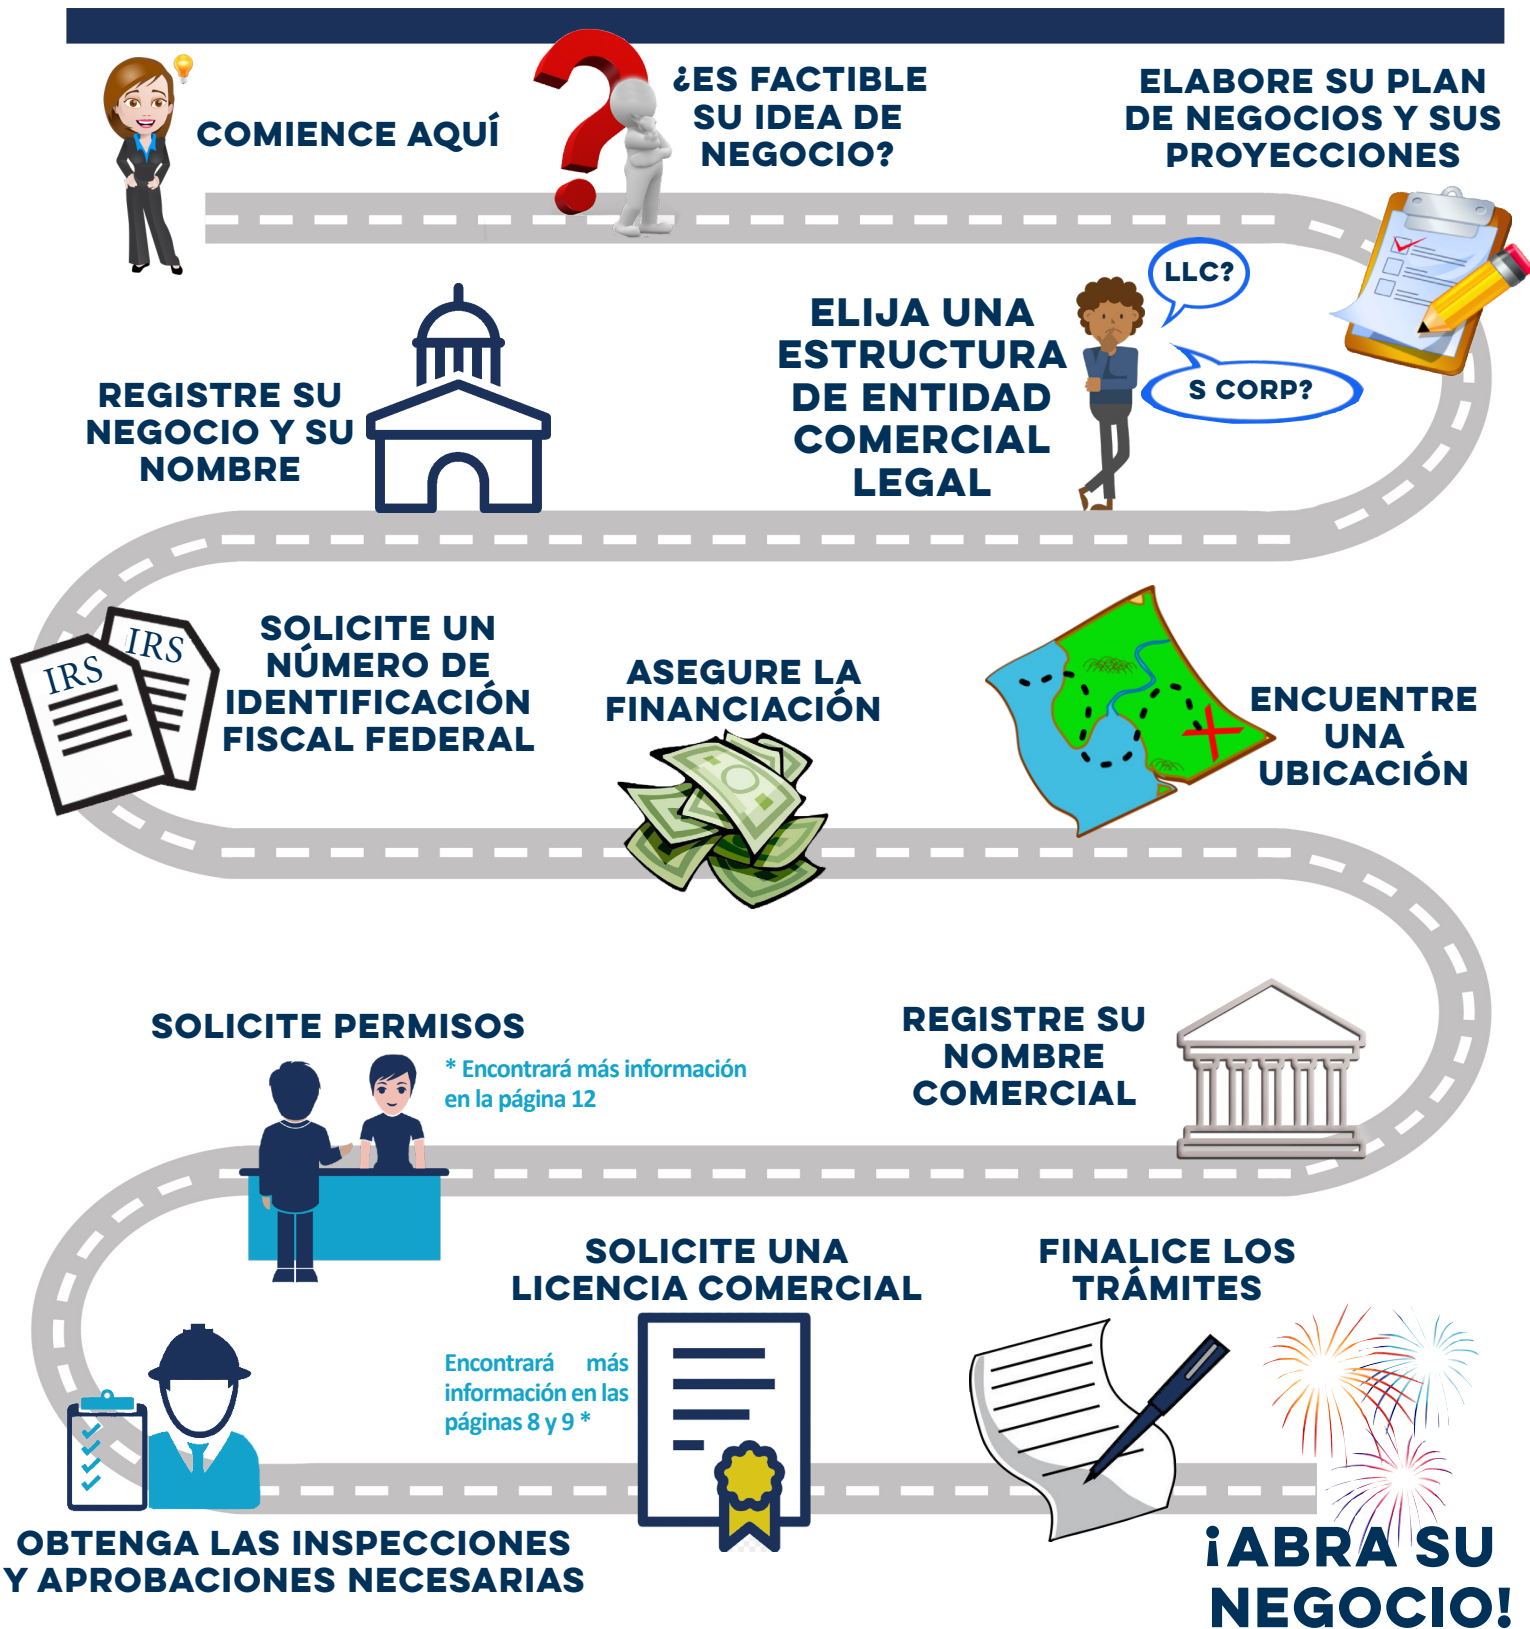 COMIENCE AQUÍ
¿ES FACTIBLE
SU IDEA DE
NEGOCIO?
ELABORE SU PLAN
DE NEGOCIOS Y SUS
PROYECCIONES
LLC?
S CORP?
ELIJA UNA
ESTRUCTURA
DE ENTIDAD
COMERCIAL
LEGAL
REGISTRE SU
NEGOCIO Y SU
NOMBRE
IRS
IRS
SOLICITE UN
NÚMERO DE
IDENTIFICACIÓN
FISCAL FEDERAL
ASEGURE LA
FINANCIACIÓN
ENCUENTRE
UNA
UBICACIÓN
REGISTRE SU
NOMBRE
COMERCIAL
SOLICITE PERMISOS
* Encontrará más información
en la página 12
OBTENGA LAS INSPECCIONES
Y APROBACIONES NECESARIAS
SOLICITE UNA
LICENCIA COMERCIAL
Encontrará más
información en las
páginas 8 y 9 *
FINALICE LOS
TRÁMITES
¡ABRA SU
NEGOCIO!